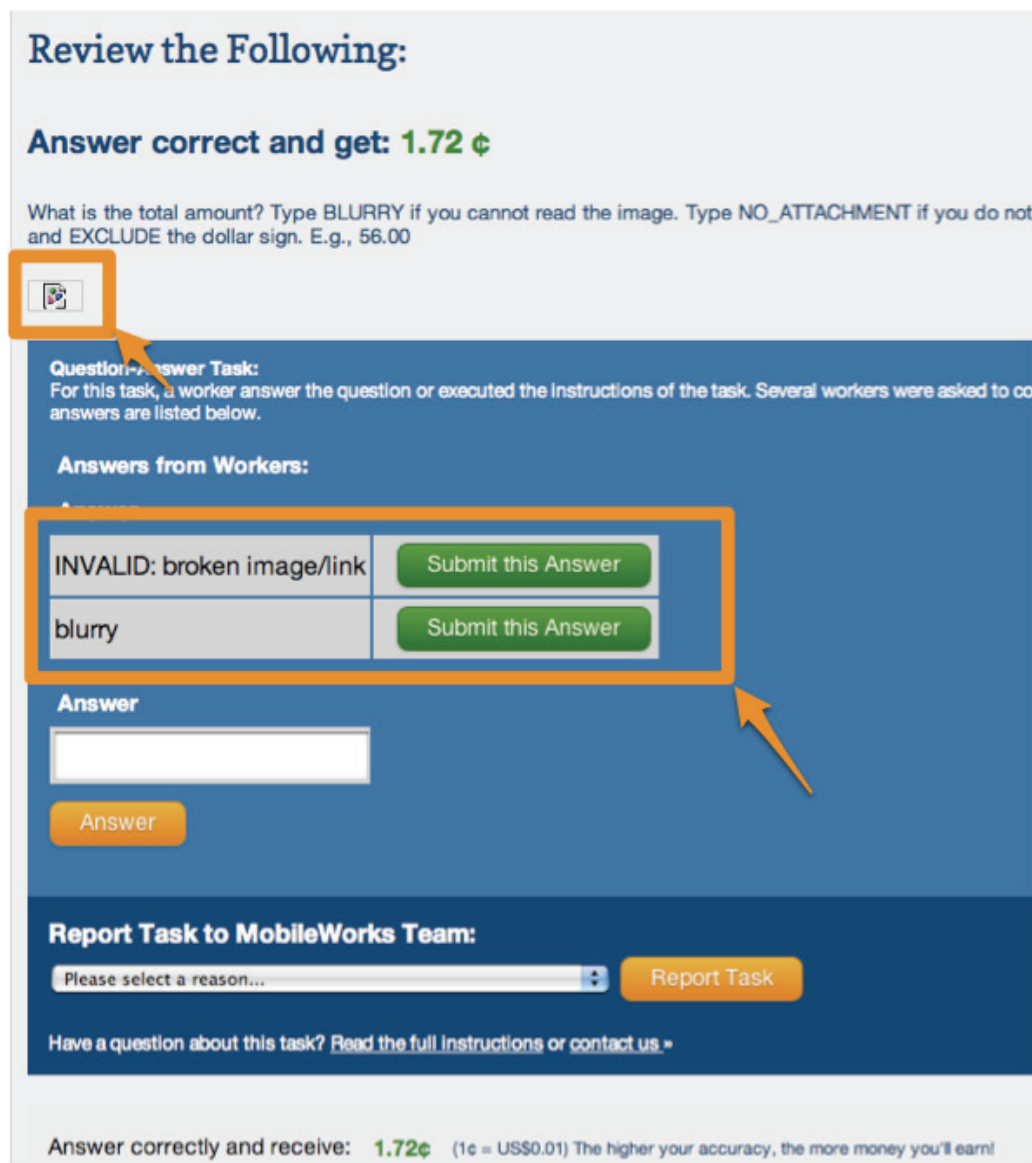 Review the Following:
Answer correct and get: 1.72 ¢
What is the total amount? Type BLURRY if you cannot read the image. Type NO_ATTACHMENT if you do not
and EXCLUDE the dollar sign. E.g., 56.00
Question-Answer Task:
For this task, a worker answer the question or executed the instructions of the task. Several workers were asked to co
answers are listed below.
Answers from Workers:
Answer
INVALID: broken image/link Submit this Answer
blurry Submit this Answer
Answer
Answer
Report Task to MobileWorks Team:
Please select a reason... Report Task
Have a question about this task? Read the full instructions or contact us »
Answer correctly and receive: 1.72¢ (1¢ = US$0.01) The higher your accuracy, the more money you'll earn!